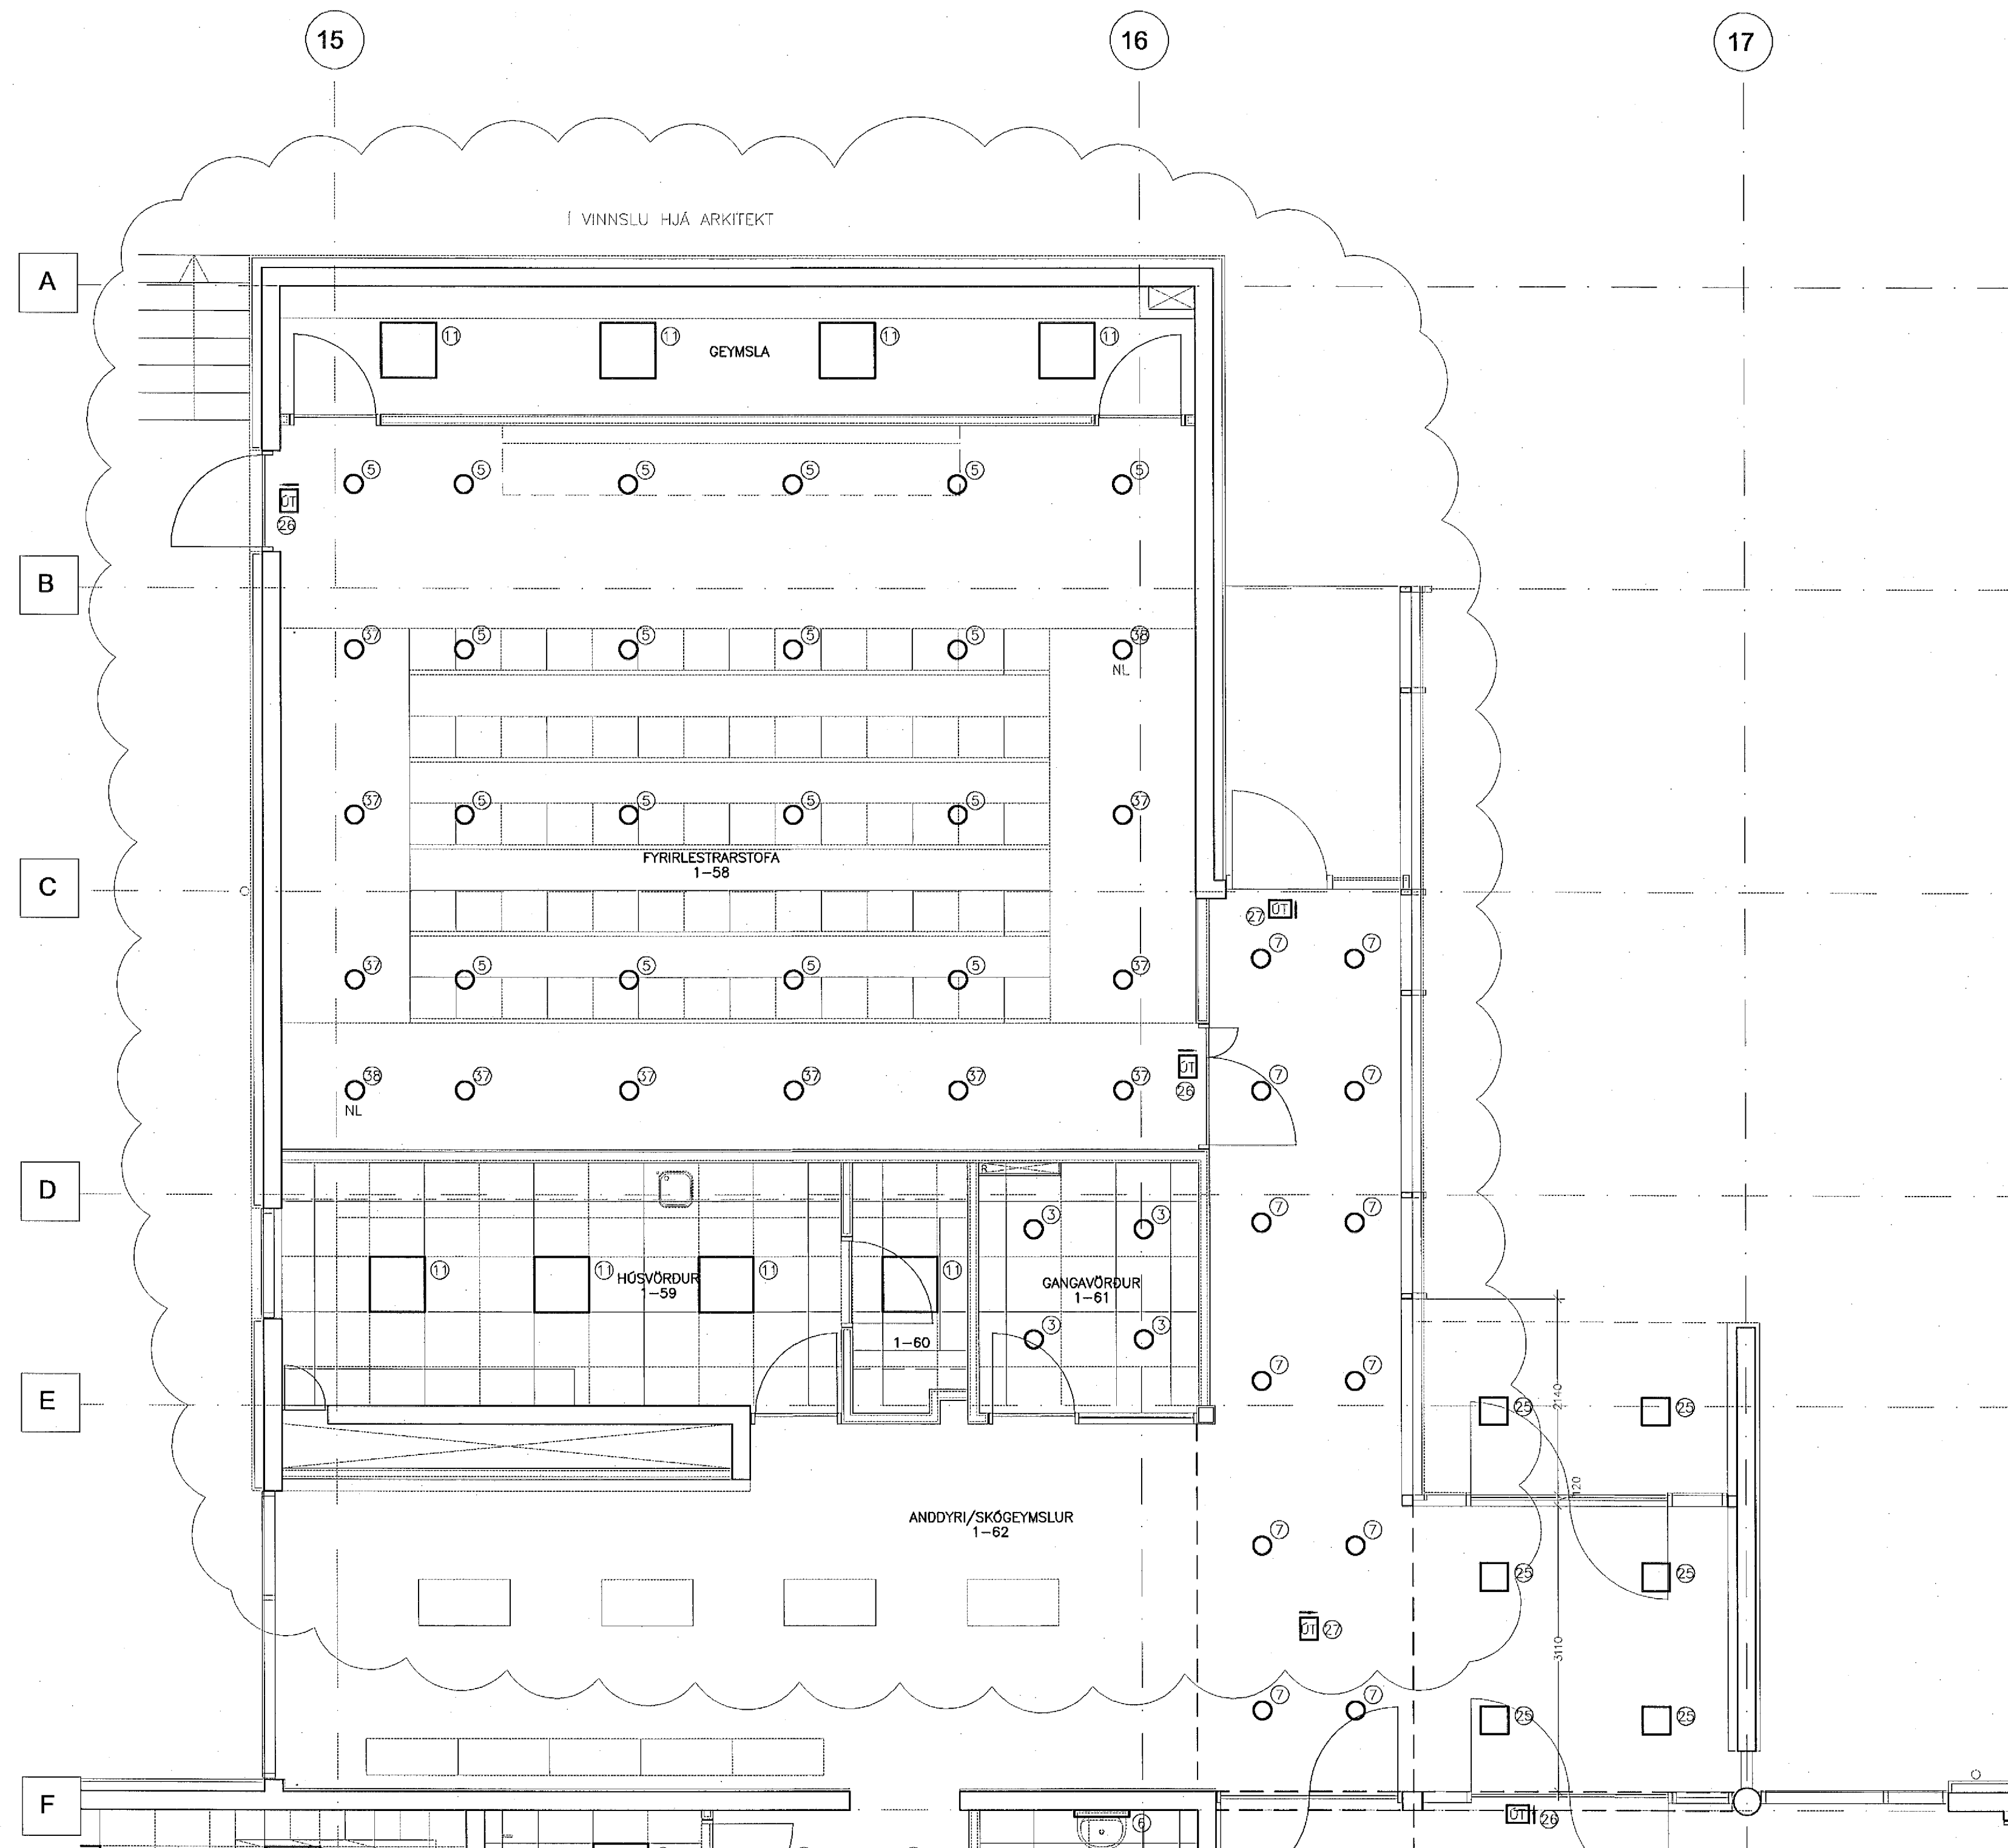 15 16 17
Í VINNSLU HJÁ ARKITEKT
A
11 11 11 11
GEYMSLA
5 5 5 5 5 5
ÚT
26
B
37 5 5 5 5 38
NL
37 5 5 5 5 37
FYRIRLESTRARSTOFA
1-58
C
27 ÚT
7 7
37 5 5 5 5 37
ÚT
26
38 37 37 37 37 37
NL
7 7
D
R
3 3
7 7
11 11 11 11
HÚSVÖRÐUR
1-59
GANGAVÖRÐUR
1-61
3 3
1-60
7 7
E
25 25
2140
120
ANDDYRI/SKÓGEYMSLUR
1-62
7 7
25 25
ÚT 27
3110
7 7
25 25
F
6
ÚT 26